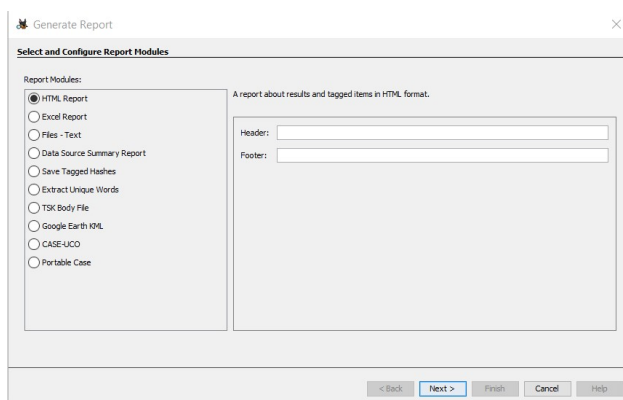 Generate Report
Select and Configure Report Modules
Report Modules:
HTML Report
Excel Report
Files - Text
Data Source Summary Report
Save Tagged Hashes
Extract Unique Words
TSK Body File
Google Earth KML
CASE-UCO
Portable Case
A report about results and tagged items in HTML format.
Header:
Footer:
< Back Next > Finish Cancel Help